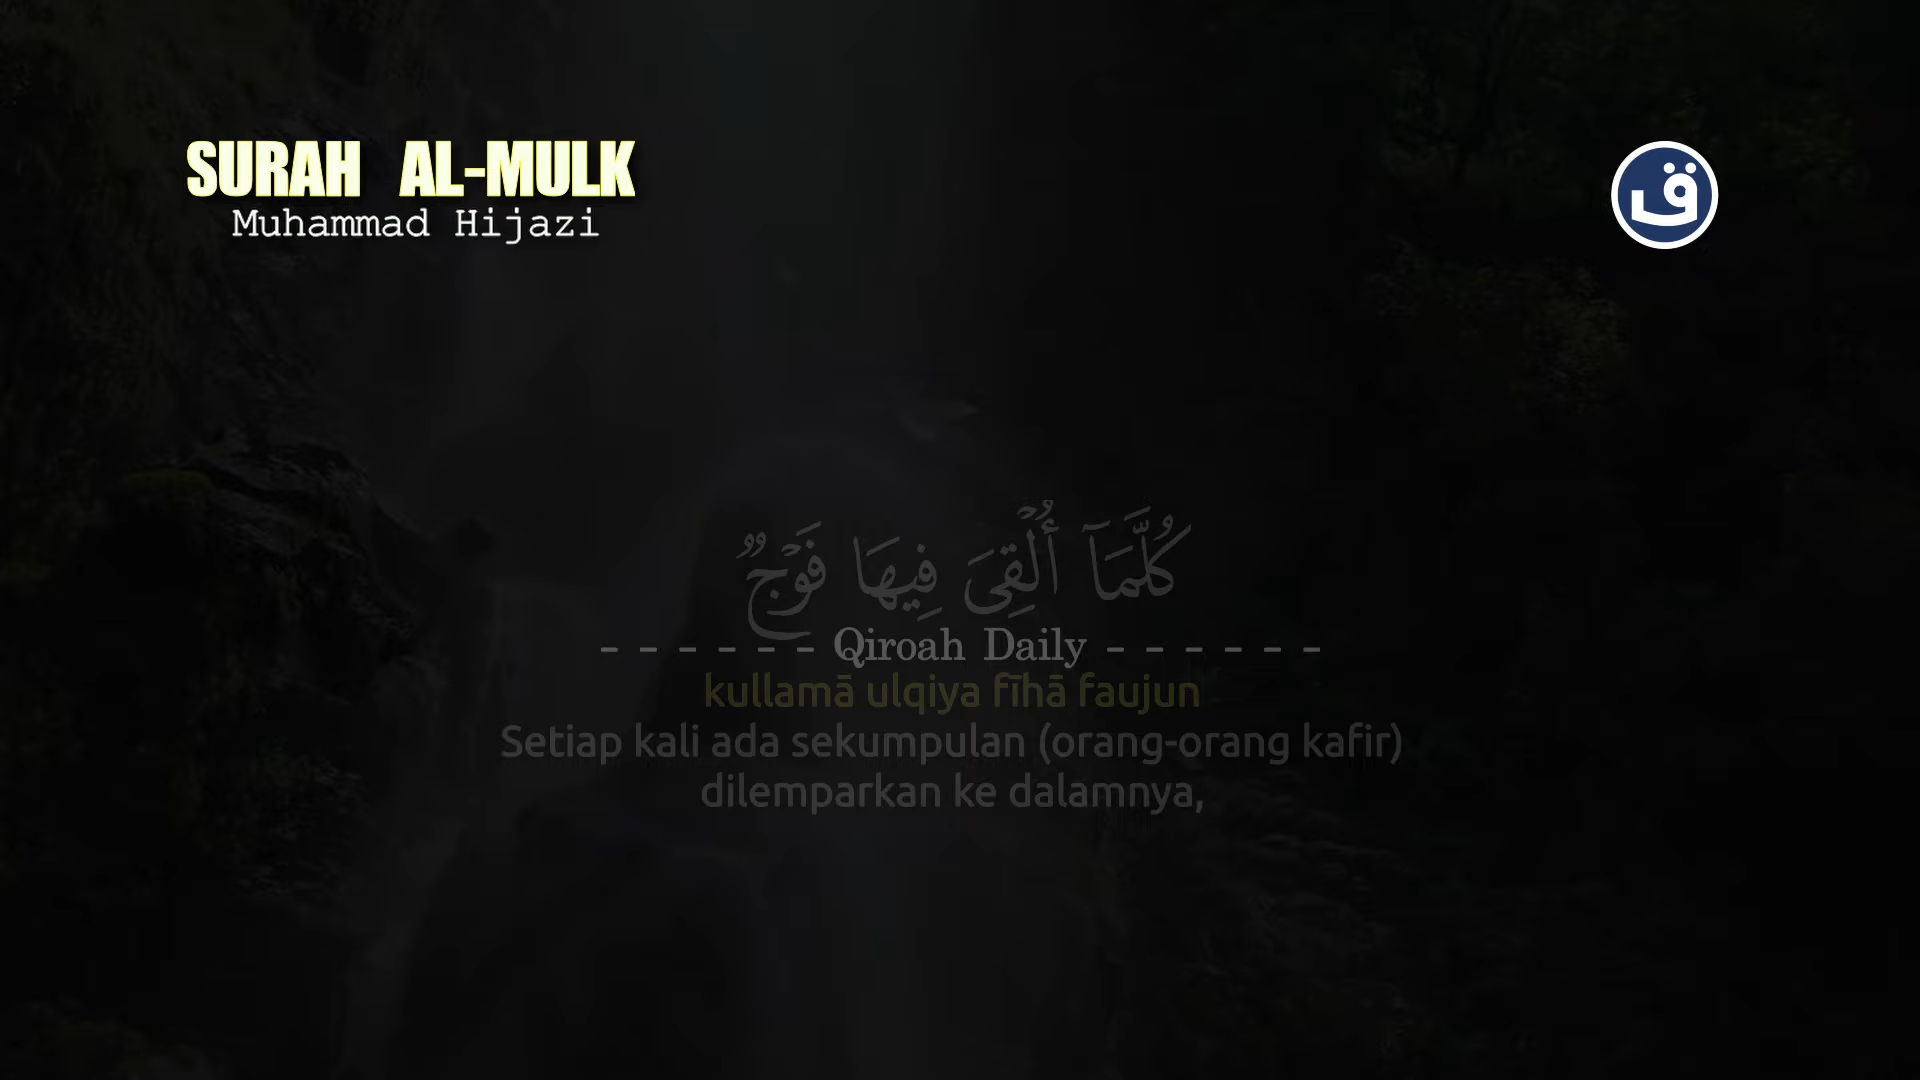 SURAH AL-MULK
Muhammad Hijazi
ق
كُلَّمَآ أُلْقِىَ فِيهَا فَوْجٌ
- - - - - - Qiroah Daily - - - - - -
kullamā ulqiya fīhā faujun
Setiap kali ada sekumpulan (orang-orang kafir)
dilemparkan ke dalamnya,